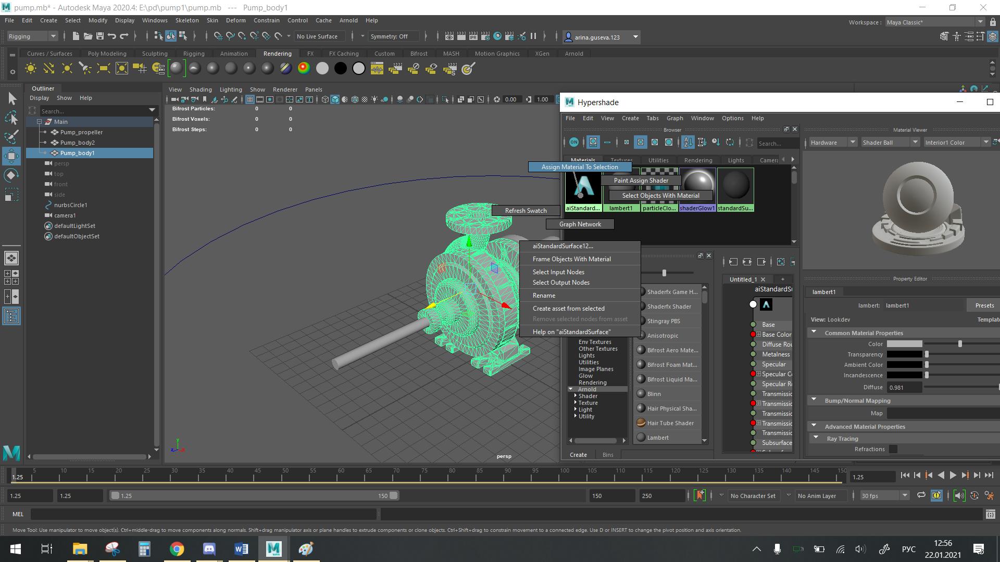 pump.mb* - Autodesk Maya 2020.4: E:\pd\pump1\pump.mb --- Pump_body1
File Edit Create Select Modify Display Windows Skeleton Skin Deform Constrain Control Cache Arnold Help
Workspace : Maya Classic*
Rigging No Live Surface Symmetry: Off arina.guseva.123
Curves / Surfaces Poly Modeling Sculpting Rigging Animation Rendering FX FX Caching Custom Bifrost MASH Motion Graphics XGen Arnold
Outliner
Display Show Help
Search...
Main
Pump_propeller
Pump_body2
Pump_body1
persp
top
front
side
nurbsCircle1
camera1
defaultLightSet
defaultObjectSet
View Shading Lighting Show Renderer Panels
0.00 1.00
Bifrost Particles: 0 0
Bifrost Voxels: 0 0
Bifrost Steps: 0 0
persp
Hypershade
File Edit View Create Tabs Graph Window Options Help
Browser
ON Search...
Materials Textures Utilities Rendering Lights Camera
Assign Material To Selection
Paint Assign Shader
Select Objects With Material
Refresh Swatch
Graph Network
aiStandard... lambert1 particleClo... shaderGlow1 standardSu...
aiStandardSurface12...
Frame Objects With Material
Select Input Nodes
Select Output Nodes
Rename
Create asset from selected
Remove selected nodes from asset
Help on "aiStandardSurface"
Env Textures
Other Textures
Lights
Utilities
Image Planes
Glow
Rendering
Arnold
Shader
Texture
Light
Utility
Shaderfx Game H...
Shaderfx Shader
Stingray PBS
Anisotropic
Bifrost Aero Mate...
Bifrost Foam Mat...
Bifrost Liquid Ma...
Blinn
Hair Physical Sha...
Hair Tube Shader
Lambert
Create Bins
Untitled_1 +
aiStandardSu
Base
Base Color
Diffuse Rou
Metalness
Specular
Specular Co
Specular Ro
Transmissio
Transmissio
Transmissio
Transmissio
Transmissio
Subsurface
Material Viewer
Hardware Shader Ball Interior1 Color
Property Editor
lambert1
lambert: lambert1 Presets
View: Lookdev Templat
Common Material Properties
Color
Transparency
Ambient Color
Incandescence
Diffuse 0.981
Bump/Normal Mapping
Map
Advanced Material Properties
Ray Tracing
Refractions
1.25 5 10 15 20 25 30 35 40 45 50 55 60 65 70 75 80 85 90 95 100 105 110 115 120 125 130 135 140 145 150 1.25
1.25 1.25 1.25 150 150 250 No Character Set No Anim Layer 30 fps
MEL
Move Tool: Use manipulator to move object(s). Ctrl+middle-drag to move components along normals. Shift+drag manipulator axis or plane handles to extrude components or clone objects. Ctrl+Shift+drag to constrain movement to a connected edge. Use D or INSERT to change the pivot position and axis orientation.
РУС
12:56
22.01.2021